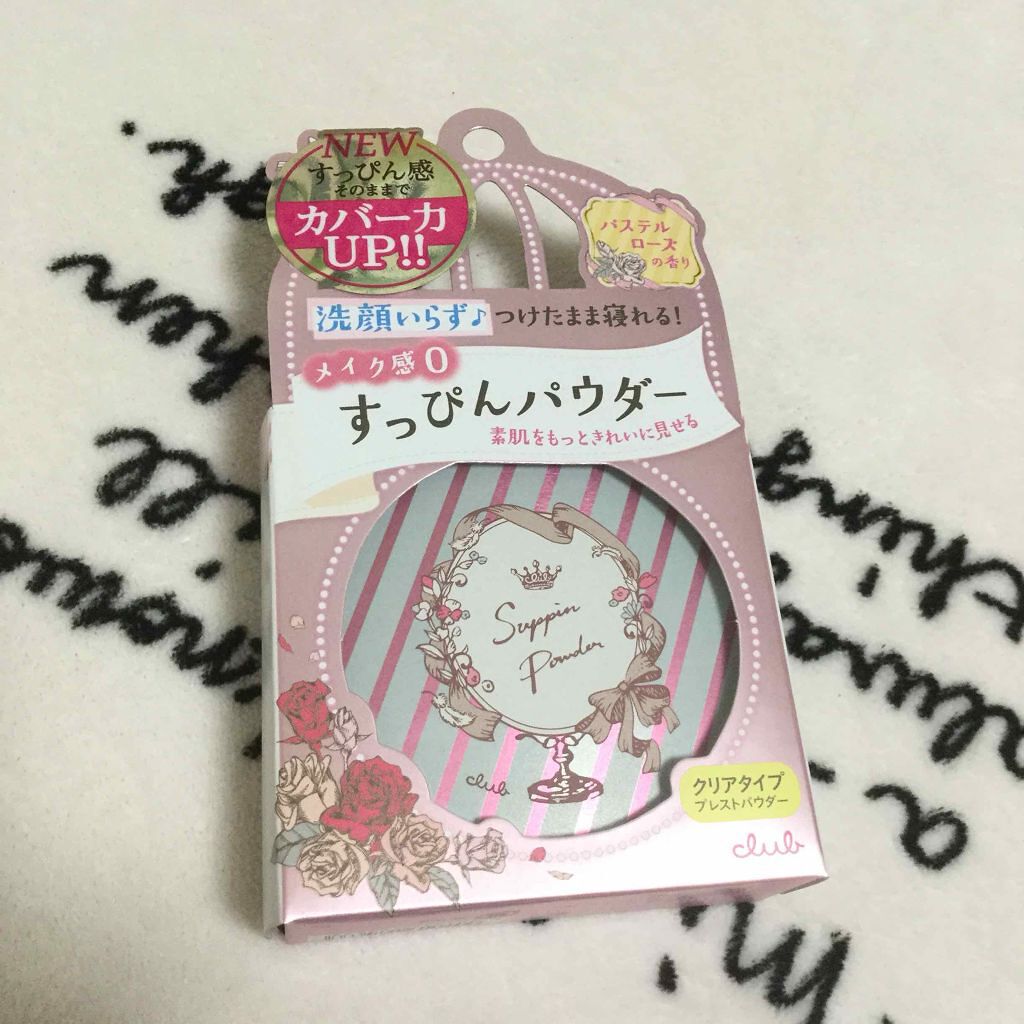 NEW
すっぴん感
そのままで
カバー力
UP!!
パステル
ローズ
の香り
洗顔いらず♪つけたまま寝れる!
メイク感0
すっぴんパウダー
素肌をもっときれいに見せる
club
Suppin
Powder
club
クリアタイプ
プレストパウダー
club
when
a
thing